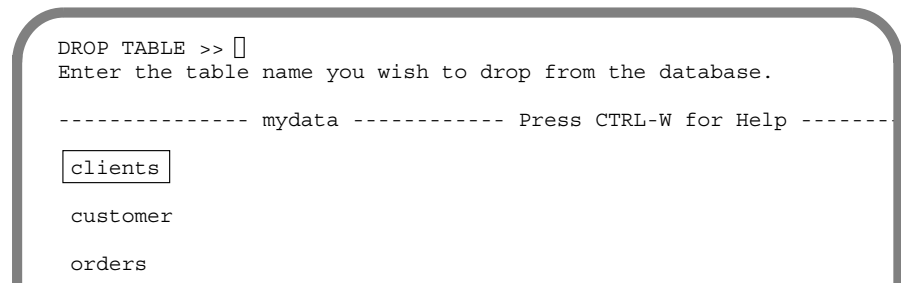 DROP TABLE >>
Enter the table name you wish to drop from the database.
--------------- mydata ------------ Press CTRL-W for Help --------
clients
customer
orders